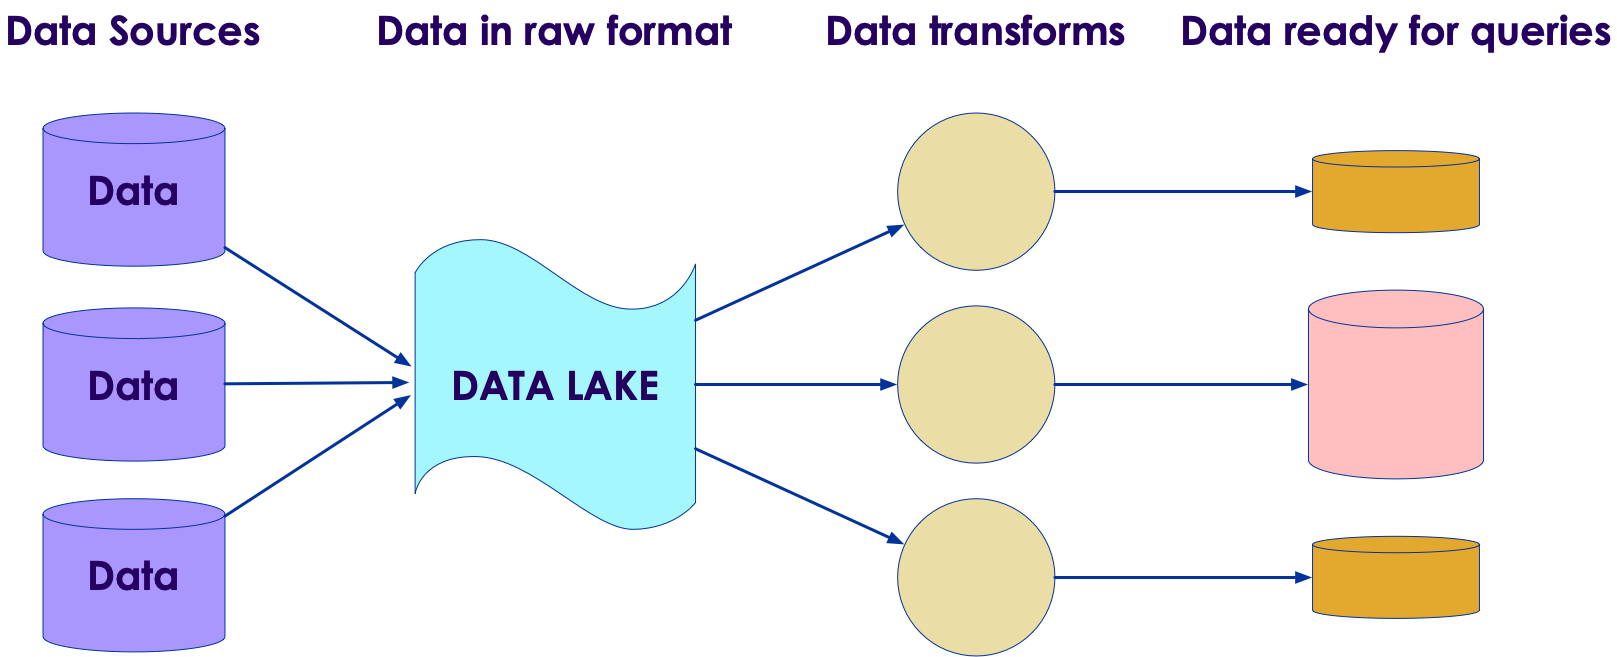 Data Sources
Data in raw format
Data transforms
Data ready for queries
Data
Data
DATA LAKE
Data